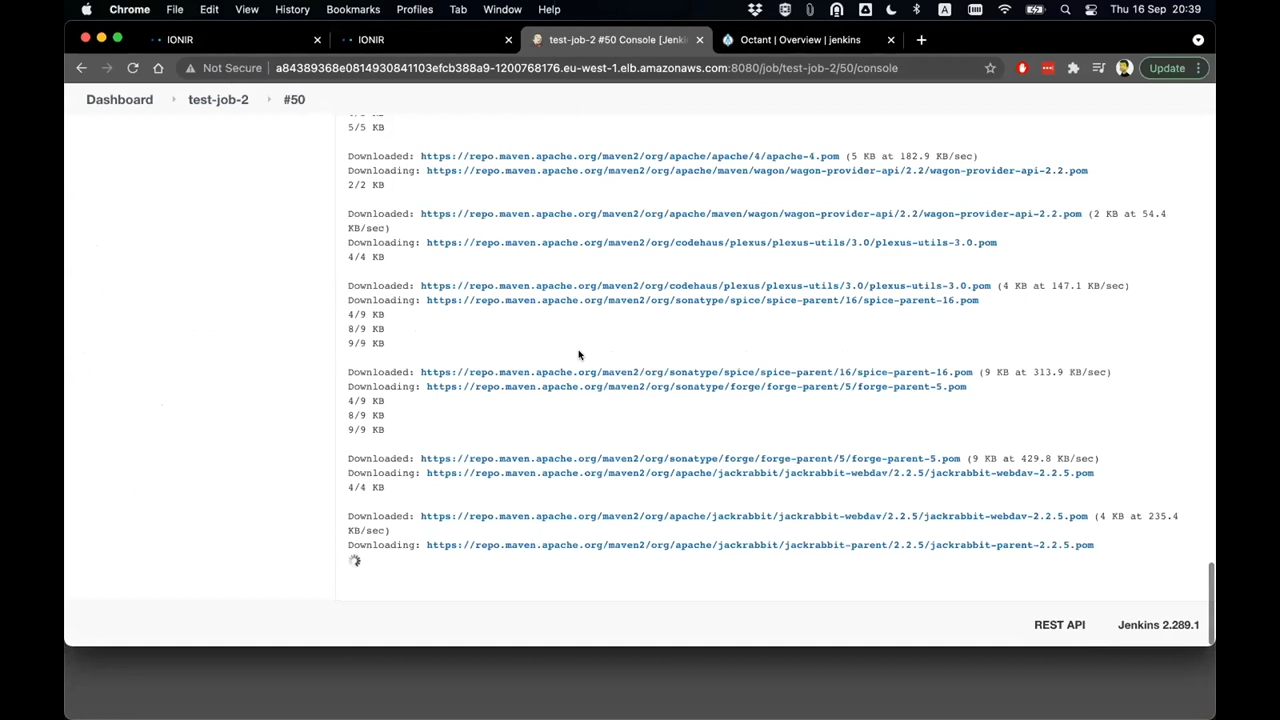 Chrome File Edit View History Bookmarks Profiles Tab Window Help A Thu 16 Sep 20:39
IONIR
IONIR
test-job-2 #50 Console [Jenki
Octant | Overview | jenkins
Not Secure a84389368e0814930841103efcb388a9-1200768176.eu-west-1.elb.amazonaws.com:8080/job/test-job-2/50/console Update
Dashboard test-job-2 #50
5/5 KB
Downloaded: https://repo.maven.apache.org/maven2/org/apache/apache/4/apache-4.pom (5 KB at 182.9 KB/sec)
Downloading: https://repo.maven.apache.org/maven2/org/apache/maven/wagon/wagon-provider-api/2.2/wagon-provider-api-2.2.pom
2/2 KB
Downloaded: https://repo.maven.apache.org/maven2/org/apache/maven/wagon/wagon-provider-api/2.2/wagon-provider-api-2.2.pom (2 KB at 54.4
KB/sec)
Downloading: https://repo.maven.apache.org/maven2/org/codehaus/plexus/plexus-utils/3.0/plexus-utils-3.0.pom
4/4 KB
Downloaded: https://repo.maven.apache.org/maven2/org/codehaus/plexus/plexus-utils/3.0/plexus-utils-3.0.pom (4 KB at 147.1 KB/sec)
Downloading: https://repo.maven.apache.org/maven2/org/sonatype/spice/spice-parent/16/spice-parent-16.pom
4/9 KB
8/9 KB
9/9 KB
Downloaded: https://repo.maven.apache.org/maven2/org/sonatype/spice/spice-parent/16/spice-parent-16.pom (9 KB at 313.9 KB/sec)
Downloading: https://repo.maven.apache.org/maven2/org/sonatype/forge/forge-parent/5/forge-parent-5.pom
4/9 KB
8/9 KB
9/9 KB
Downloaded: https://repo.maven.apache.org/maven2/org/sonatype/forge/forge-parent/5/forge-parent-5.pom (9 KB at 429.8 KB/sec)
Downloading: https://repo.maven.apache.org/maven2/org/apache/jackrabbit/jackrabbit-webdav/2.2.5/jackrabbit-webdav-2.2.5.pom
4/4 KB
Downloaded: https://repo.maven.apache.org/maven2/org/apache/jackrabbit/jackrabbit-webdav/2.2.5/jackrabbit-webdav-2.2.5.pom (4 KB at 235.4
KB/sec)
Downloading: https://repo.maven.apache.org/maven2/org/apache/jackrabbit/jackrabbit-parent/2.2.5/jackrabbit-parent-2.2.5.pom
REST API Jenkins 2.289.1